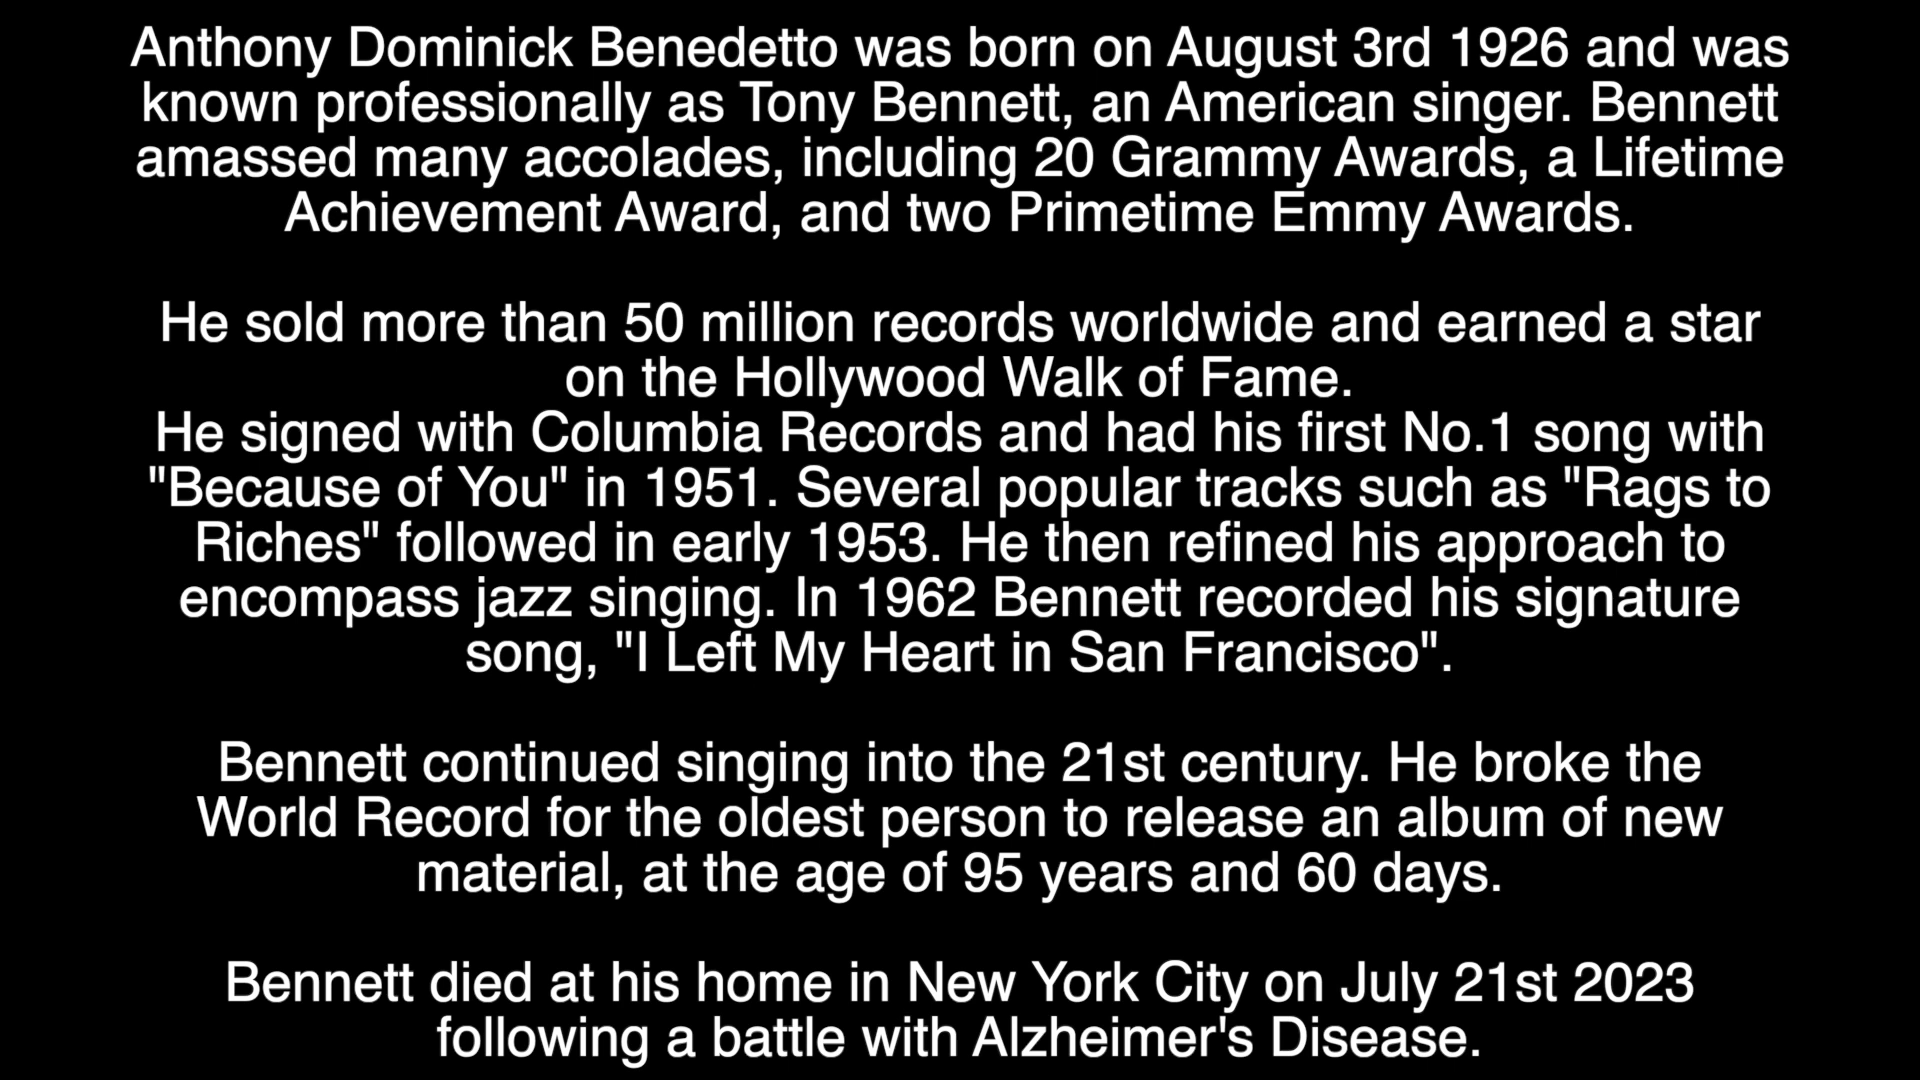 Anthony Dominick Benedetto was born on August 3rd 1926 and was
known professionally as Tony Bennett, an American singer. Bennett
amassed many accolades, including 20 Grammy Awards, a Lifetime
Achievement Award, and two Primetime Emmy Awards.
He sold more than 50 million records worldwide and earned a star
on the Hollywood Walk of Fame.
He signed with Columbia Records and had his first No.1 song with
"Because of You" in 1951. Several popular tracks such as "Rags to
Riches" followed in early 1953. He then refined his approach to
encompass jazz singing. In 1962 Bennett recorded his signature
song, "I Left My Heart in San Francisco".
Bennett continued singing into the 21st century. He broke the
World Record for the oldest person to release an album of new
material, at the age of 95 years and 60 days.
Bennett died at his home in New York City on July 21st 2023
following a battle with Alzheimer's Disease.